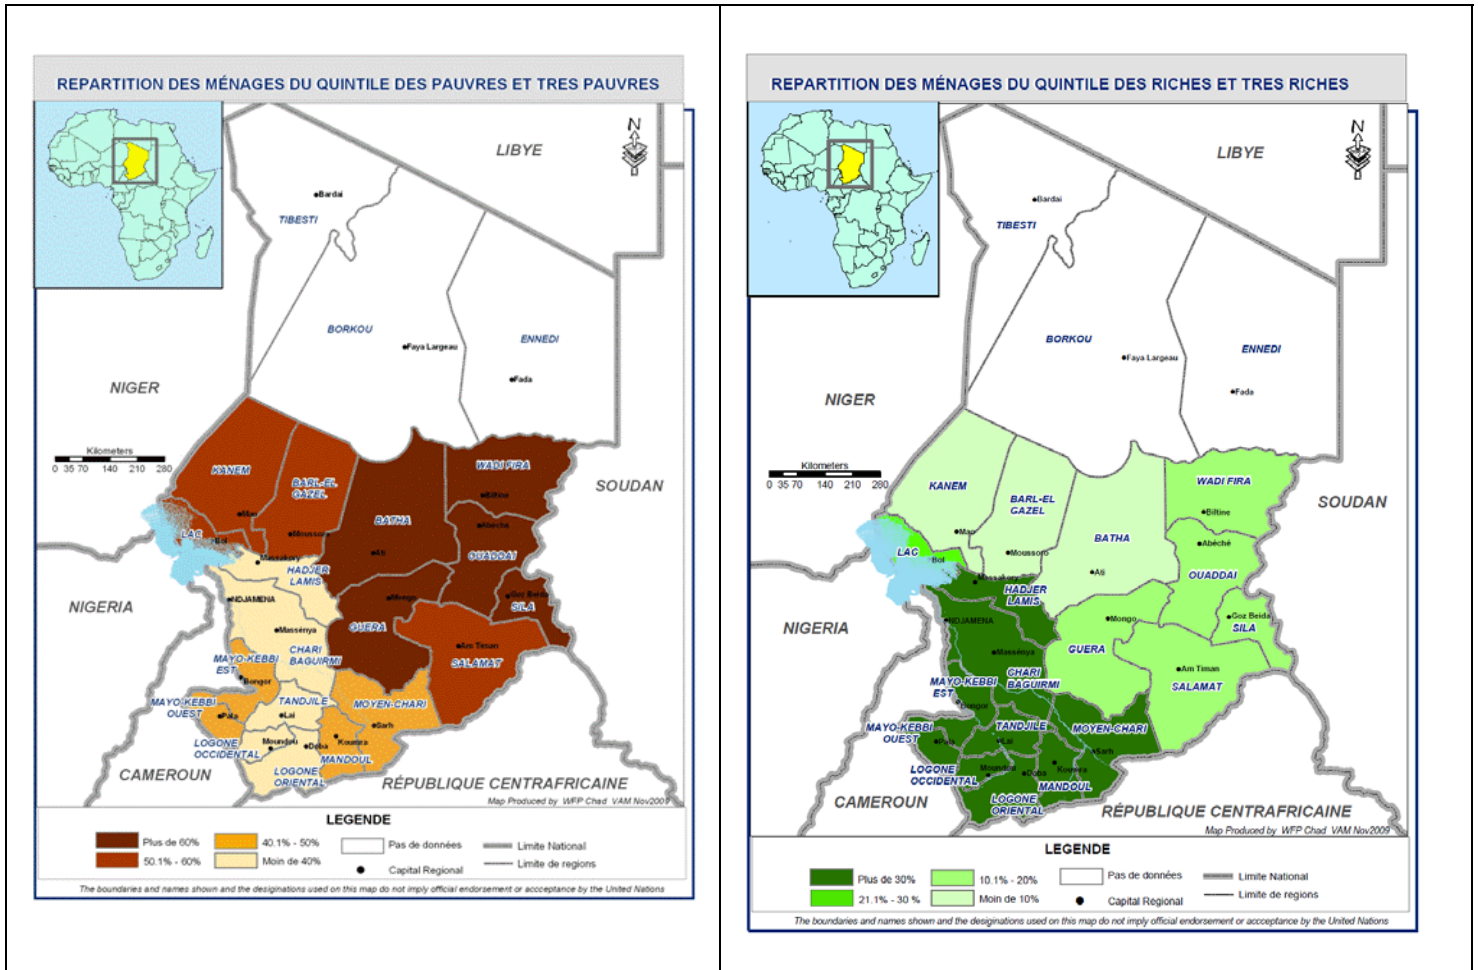 REPARTITION DES MÉNAGES DU QUINTILE DES PAUVRES ET TRES PAUVRES
N
LIBYE
Bardai
TIBESTI
BORKOU
Faya Largeau
ENNEDI
Fada
NIGER
Kilometers
0 35 70 140 210 280
KANEM
BARL-EL
GAZEL
WADI FIRA
Biltine
SOUDAN
Mao
Moussoro
BATHA
Abéché
LAC
Bol
Ati
OUADDAI
Massakory
HADJER
LAMIS
NIGERIA
NDJAMENA
Mongo
Goz Beida
SILA
Massénya
GUERA
Am Timan
CHARI
BAGUIRMI
SALAMAT
MAYO-KEBBI
EST
Bongor
MAYO-KEBBI
OUEST
TANDJILE
MOYEN-CHARI
Pala
Lai
Sarh
LOGONE
OCCIDENTAL
Moundou
Doba
Koumra
MANDOUL
CAMEROUN
LOGONE
ORIENTAL
RÉPUBLIQUE CENTRAFRICAINE
Map Produced by WFP Chad VAM Nov2009
LEGENDE
Plus de 60%
40.1% - 50%
Pas de données
Limite National
50.1% - 60%
Moin de 40%
Capital Regional
Limite de regions
The boundaries and names shown and the desiginations used on this map do not imply official endorsement or accceptance by the United Nations
REPARTITION DES MÉNAGES DU QUINTILE DES RICHES ET TRES RICHES
N
LIBYE
Bardai
TIBESTI
BORKOU
Faya Largeau
ENNEDI
Fada
NIGER
Kilometers
0 35 70 140 210 280
KANEM
BARL-EL
GAZEL
WADI FIRA
Biltine
SOUDAN
Mao
Moussoro
BATHA
Abéché
LAC
Bol
Ati
OUADDAI
Massakory
HADJER
LAMIS
NIGERIA
NDJAMENA
Mongo
Goz Beida
SILA
Massénya
GUERA
Am Timan
CHARI
BAGUIRMI
SALAMAT
MAYO-KEBBI
EST
Bongor
MAYO-KEBBI
OUEST
TANDJILE
MOYEN-CHARI
Pala
Lai
Sarh
LOGONE
OCCIDENTAL
Moundou
Doba
Koumra
MANDOUL
CAMEROUN
LOGONE
ORIENTAL
RÉPUBLIQUE CENTRAFRICAINE
Map Produced by WFP Chad VAM Nov2009
LEGENDE
Plus de 30%
10.1% - 20%
Pas de données
Limite National
21.1% - 30 %
Moin de 10%
Capital Regional
Limite de regions
The boundaries and names shown and the desiginations used on this map do not imply official endorsement or accceptance by the United Nations